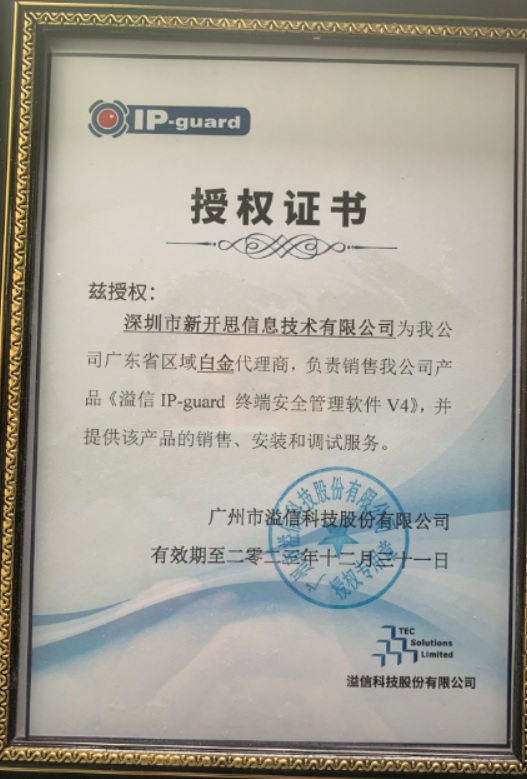 IP-guard
授权证书
兹授权：
深圳市新开思信息技术有限公司为我公
司广东省区域白金代理商，负责销售我公司产
品《溢信 IP-guard 终端安全管理软件 V4》，并
提供该产品的销售、安装和调试服务。
广州市溢信科技股份有限公司
有效期至二零二 年十二月三十一日
授权专用章
TEC
Solutions
Limited
溢信科技股份有限公司